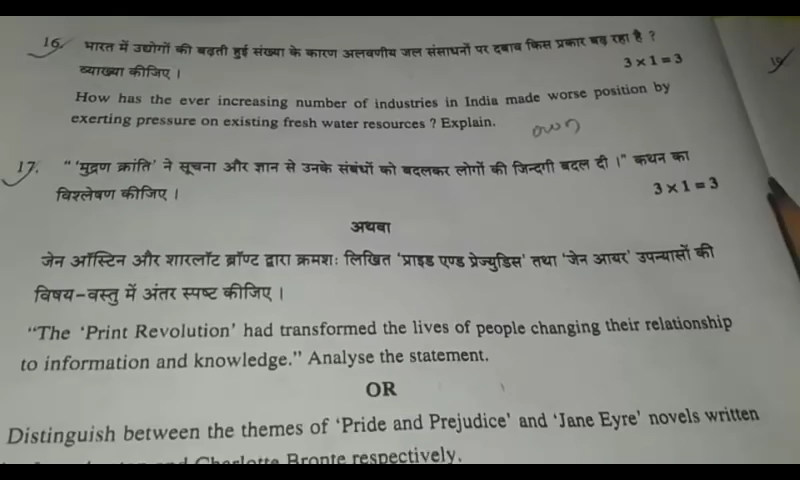 16. भारत में उद्योगों की बढ़ती हुई संख्या के कारण अलवणीय जल संसाधनों पर दबाव किस प्रकार बढ़ रहा है ?
व्याख्या कीजिए । 3 × 1 = 3
How has the ever increasing number of industries in India made worse position by
exerting pressure on existing fresh water resources ? Explain.
17. " 'मुद्रण क्रांति' ने सूचना और ज्ञान से उनके संबंधों को बदलकर लोगों की जिन्दगी बदल दी ।" कथन का
विश्लेषण कीजिए । 3 × 1 = 3
अथवा
जेन ऑस्टिन और शारलॉट ब्रॉण्ट द्वारा क्रमशः लिखित 'प्राइड एण्ड प्रेज्युडिस' तथा 'जेन आयर' उपन्यासों की
विषय-वस्तु में अंतर स्पष्ट कीजिए ।
"The 'Print Revolution' had transformed the lives of people changing their relationship
to information and knowledge." Analyse the statement.
OR
Distinguish between the themes of 'Pride and Prejudice' and 'Jane Eyre' novels written
and Charlotte Bronte respectively.